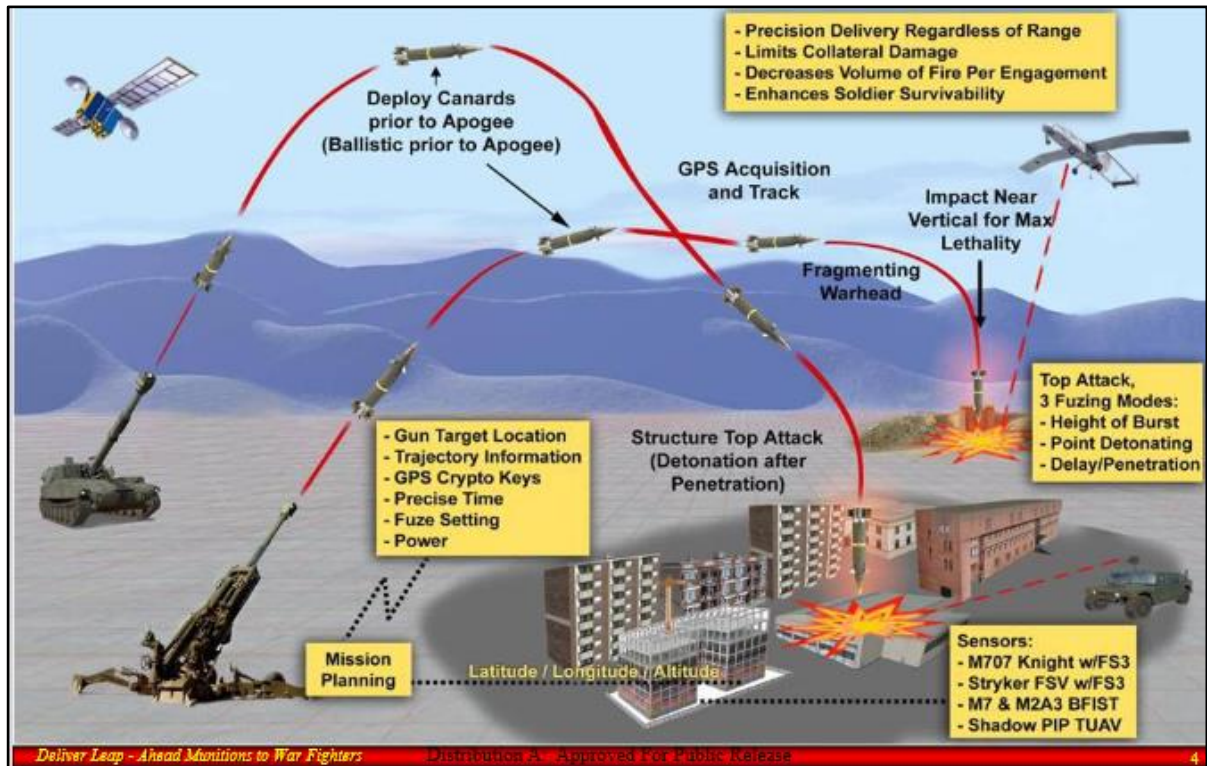 - Precision Delivery Regardless of Range
- Limits Collateral Damage
- Decreases Volume of Fire Per Engagement
- Enhances Soldier Survivability
Deploy Canards
prior to Apogee
(Ballistic prior to Apogee)
GPS Acquisition
and Track
Impact Near
Vertical for Max
Lethality
Fragmenting
Warhead
Top Attack,
3 Fuzing Modes:
- Height of Burst
- Point Detonating
- Delay/Penetration
- Gun Target Location
- Trajectory Information
- GPS Crypto Keys
- Precise Time
- Fuze Setting
- Power
Structure Top Attack
(Detonation after
Penetration)
Mission
Planning
Latitude / Longitude / Altitude
Sensors:
- M707 Knight w/FS3
- Stryker FSV w/FS3
- M7 & M2A3 BFIST
- Shadow PIP TUAV
Deliver Leap - Ahead Munitions to War Fighters
Distribution A: Approved For Public Release
4